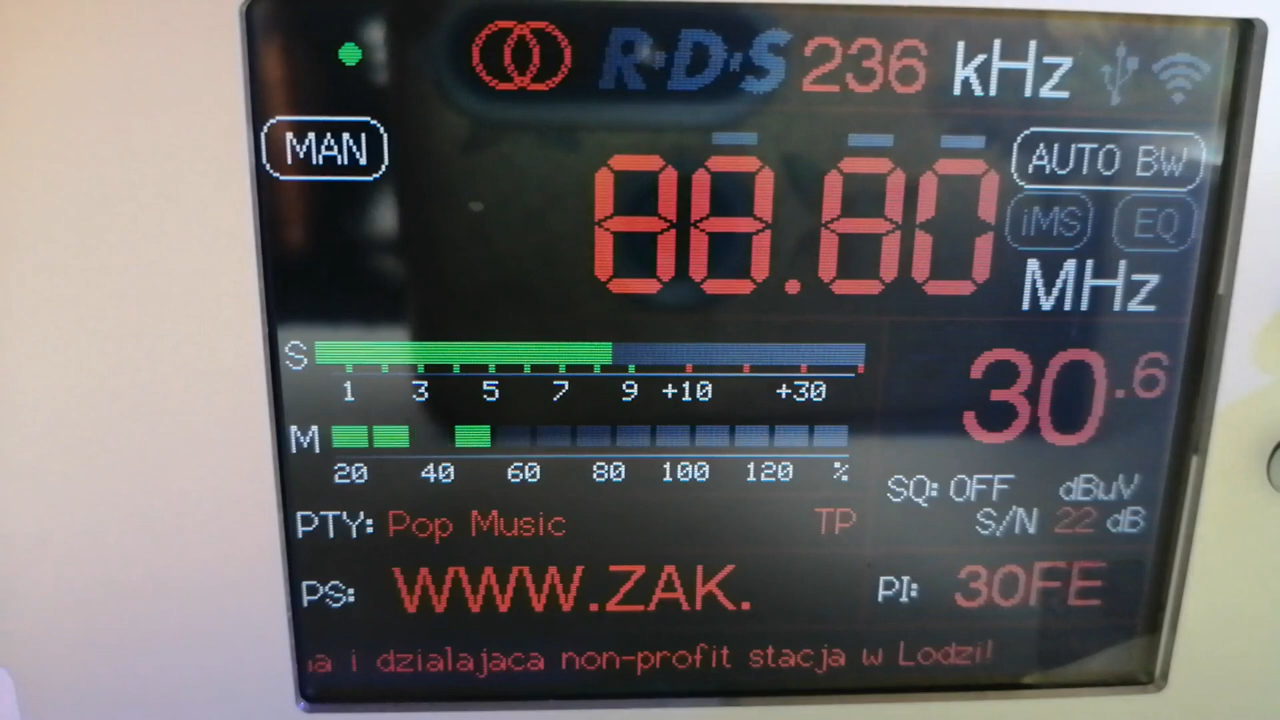 R·D·S 236 kHz
MAN
AUTO BW
88.80
iMS EQ
MHz
S
1 3 5 7 9 +10 +30
30.6
M
20 40 60 80 100 120 %
SQ: OFF dBuV
S/N 22 dB
PTY: Pop Music TP
PS: WWW.ZAK. PI: 30FE
i dzialajaca non-profit stacja w Lodzi!